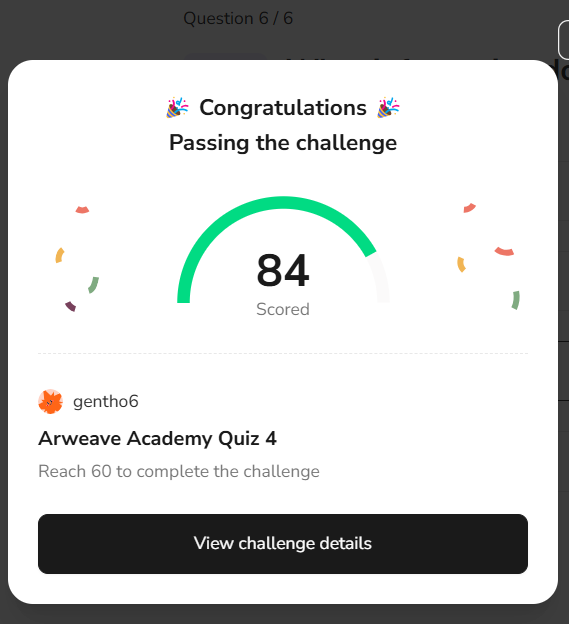 Question 6 / 6
🎉 Congratulations 🎉
Passing the challenge
84
Scored
gentho6
Arweave Academy Quiz 4
Reach 60 to complete the challenge
View challenge details